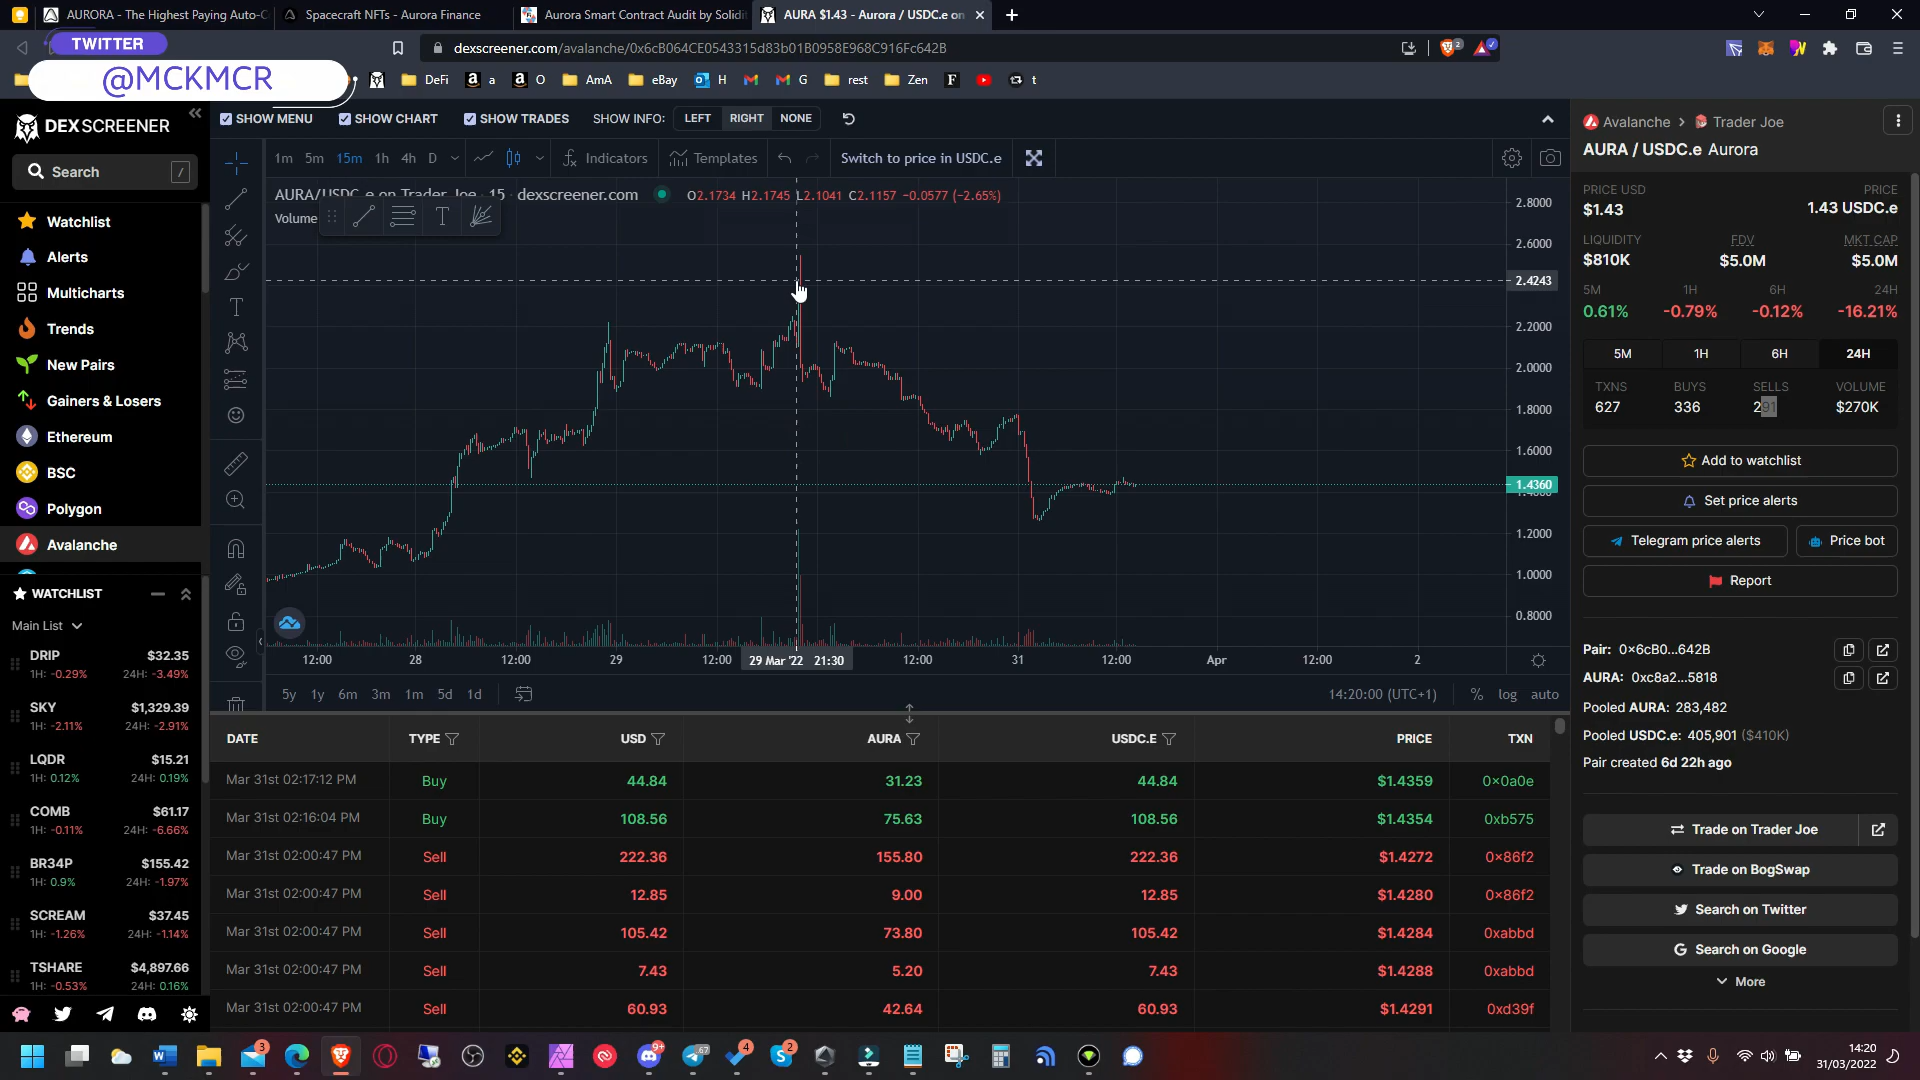 AURORA - The Highest Paying Auto-C
Spacecraft NFTs - Aurora Finance
Aurora Smart Contract Audit by Solidi
AURA $1.43 - Aurora / USDC.e on
TWITTER
@MCKMCR
dexscreener.com/avalanche/0x6cB064CE0543315d83b01B0958E968C916Fc642B
2
DeFi
a
O
AmA
eBay
H
G
rest
Zen
F
t
DEX SCREENER
Search
/
Watchlist
Alerts
Multicharts
Trends
New Pairs
Gainers & Losers
Ethereum
BSC
Polygon
Avalanche
WATCHLIST
Main List
DRIP $32.35
1H: -0.29% 24H: -3.49%
SKY $1,329.39
1H: -2.11% 24H: -2.91%
LQDR $15.21
1H: 0.12% 24H: 0.19%
COMB $61.17
1H: -0.11% 24H: -6.66%
BR34P $155.42
1H: 0.9% 24H: -1.97%
SCREAM $37.45
1H: -1.26% 24H: -1.14%
TSHARE $4,897.66
1H: -0.53% 24H: 0.16%
SHOW MENU SHOW CHART SHOW TRADES SHOW INFO: LEFT RIGHT NONE
1m 5m 15m 1h 4h D Indicators Templates Switch to price in USDC.e
AURA/USDC.e on Trader Joe · 15 · dexscreener.com O2.1734 H2.1745 L2.1041 C2.1157 −0.0577 (−2.65%)
Volume
2.8000
2.6000
2.4243
2.2000
2.0000
1.8000
1.6000
1.4360
1.2000
1.0000
0.8000
12:00 28 12:00 29 12:00 29 Mar '22 21:30 12:00 31 12:00 Apr 12:00 2
5y 1y 6m 3m 1m 5d 1d 14:20:00 (UTC+1) % log auto
DATE TYPE USD AURA USDC.E PRICE TXN
Mar 31st 02:17:12 PM Buy 44.84 31.23 44.84 $1.4359 0x0a0e
Mar 31st 02:16:04 PM Buy 108.56 75.63 108.56 $1.4354 0xb575
Mar 31st 02:00:47 PM Sell 222.36 155.80 222.36 $1.4272 0x86f2
Mar 31st 02:00:47 PM Sell 12.85 9.00 12.85 $1.4280 0x86f2
Mar 31st 02:00:47 PM Sell 105.42 73.80 105.42 $1.4284 0xabbd
Mar 31st 02:00:47 PM Sell 7.43 5.20 7.43 $1.4288 0xabbd
Mar 31st 02:00:47 PM Sell 60.93 42.64 60.93 $1.4291 0xd39f
Avalanche > Trader Joe
AURA / USDC.e Aurora
PRICE USD PRICE
$1.43 1.43 USDC.e
LIQUIDITY FDV MKT CAP
$810K $5.0M $5.0M
5M 1H 6H 24H
0.61% -0.79% -0.12% -16.21%
5M 1H 6H 24H
TXNS BUYS SELLS VOLUME
627 336 291 $270K
Add to watchlist
Set price alerts
Telegram price alerts Price bot
Report
Pair: 0x6cB0...642B
AURA: 0xc8a2...5818
Pooled AURA: 283,482
Pooled USDC.e: 405,901 ($410K)
Pair created 6d 22h ago
Trade on Trader Joe
Trade on BogSwap
Search on Twitter
Search on Google
More
3
9+
67
4
2
14:20
31/03/2022